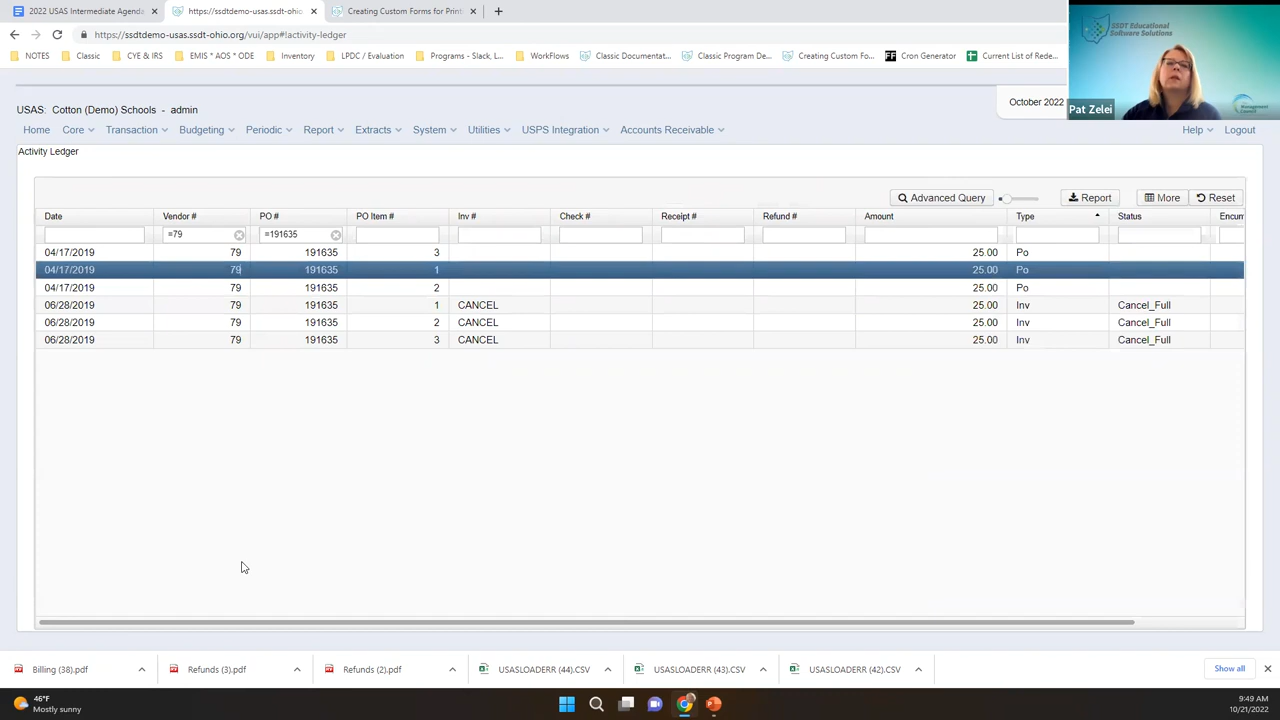 2022 USAS Intermediate Agenda
https://ssdtdemo-usas.ssdt-ohio
Creating Custom Forms for Print
https://ssdtdemo-usas.ssdt-ohio.org/vui/app#!activity-ledger
NOTES Classic CYE & IRS EMIS * AOS * ODE Inventory LPDC / Evaluation Programs - Slack, L... WorkFlows Classic Documentat... Classic Program De... Creating Custom Fo... FF Cron Generator Current List of Rede...
SSDT Educational
Software Solutions
Management
Council
Pat Zelei
USAS: Cotton (Demo) Schools - admin
October 2022
Home Core Transaction Budgeting Periodic Report Extracts System Utilities USPS Integration Accounts Receivable Help Logout
Activity Ledger
Advanced Query Report More Reset
Date Vendor # PO # PO Item # Inv # Check # Receipt # Refund # Amount Type Status Encum
=79 =191635
04/17/2019 79 191635 3 25.00 Po
04/17/2019 79 191635 1 25.00 Po
04/17/2019 79 191635 2 25.00 Po
06/28/2019 79 191635 1 CANCEL 25.00 Inv Cancel_Full
06/28/2019 79 191635 2 CANCEL 25.00 Inv Cancel_Full
06/28/2019 79 191635 3 CANCEL 25.00 Inv Cancel_Full
Billing (38).pdf Refunds (3).pdf Refunds (2).pdf USASLOADERR (44).CSV USASLOADERR (43).CSV USASLOADERR (42).CSV Show all
46°F
Mostly sunny
9:49 AM
10/21/2022